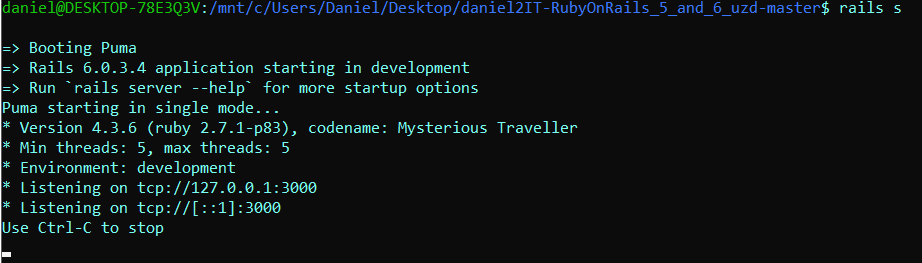 daniel@DESKTOP-78E3Q3V:/mnt/c/Users/Daniel/Desktop/daniel2IT-RubyOnRails_5_and_6_uzd-master$ rails s
=> Booting Puma
=> Rails 6.0.3.4 application starting in development
=> Run `rails server --help` for more startup options
Puma starting in single mode...
* Version 4.3.6 (ruby 2.7.1-p83), codename: Mysterious Traveller
* Min threads: 5, max threads: 5
* Environment: development
* Listening on tcp://127.0.0.1:3000
* Listening on tcp://[::1]:3000
Use Ctrl-C to stop